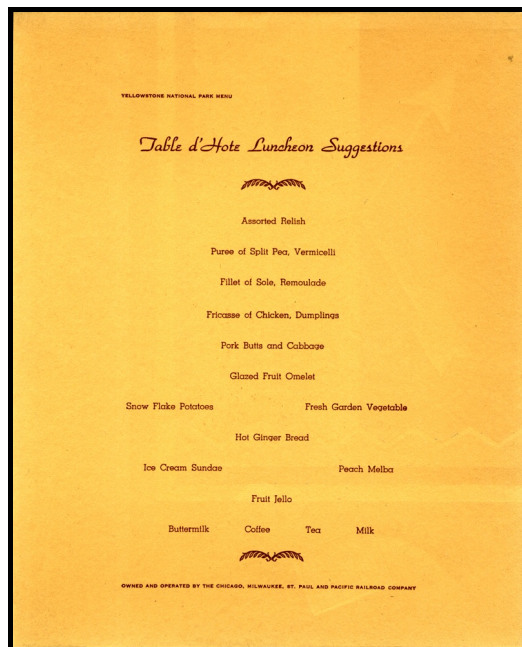 YELLOWSTONE NATIONAL PARK MENU
Table d'Hote Luncheon Suggestions
Assorted Relish
Puree of Split Pea, Vermicelli
Fillet of Sole, Remoulade
Fricasse of Chicken, Dumplings
Pork Butts and Cabbage
Glazed Fruit Omelet
Snow Flake Potatoes Fresh Garden Vegetable
Hot Ginger Bread
Ice Cream Sundae Peach Melba
Fruit Jello
Buttermilk Coffee Tea Milk
OWNED AND OPERATED BY THE CHICAGO, MILWAUKEE, ST. PAUL AND PACIFIC RAILROAD COMPANY